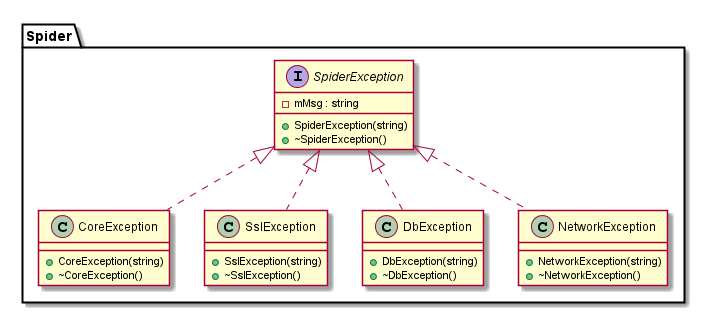 Spider
I SpiderException
mMsg : string
SpiderException(string)
~SpiderException()
C CoreException
CoreException(string)
~CoreException()
C SslException
SslException(string)
~SslException()
C DbException
DbException(string)
~DbException()
C NetworkException
NetworkException(string)
~NetworkException()